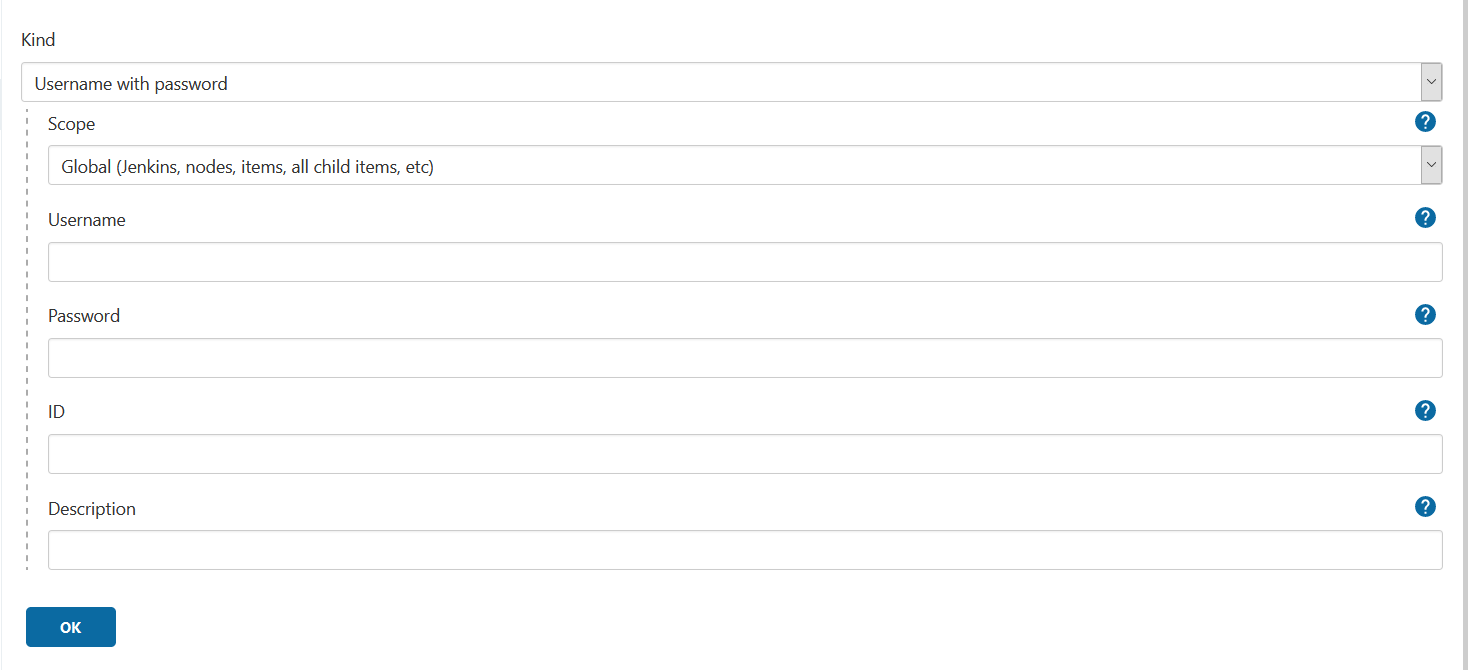 Kind
Username with password
Scope
?
Global (Jenkins, nodes, items, all child items, etc)
Username
?
Password
?
ID
?
Description
?
OK